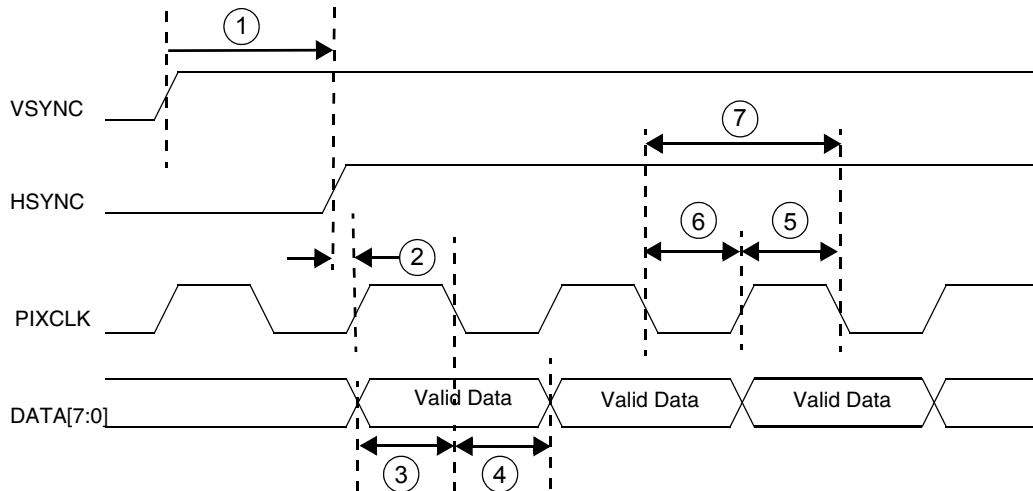 1
VSYNC
7
HSYNC
6 5
2
PIXCLK
DATA[7:0] Valid Data Valid Data Valid Data
3 4